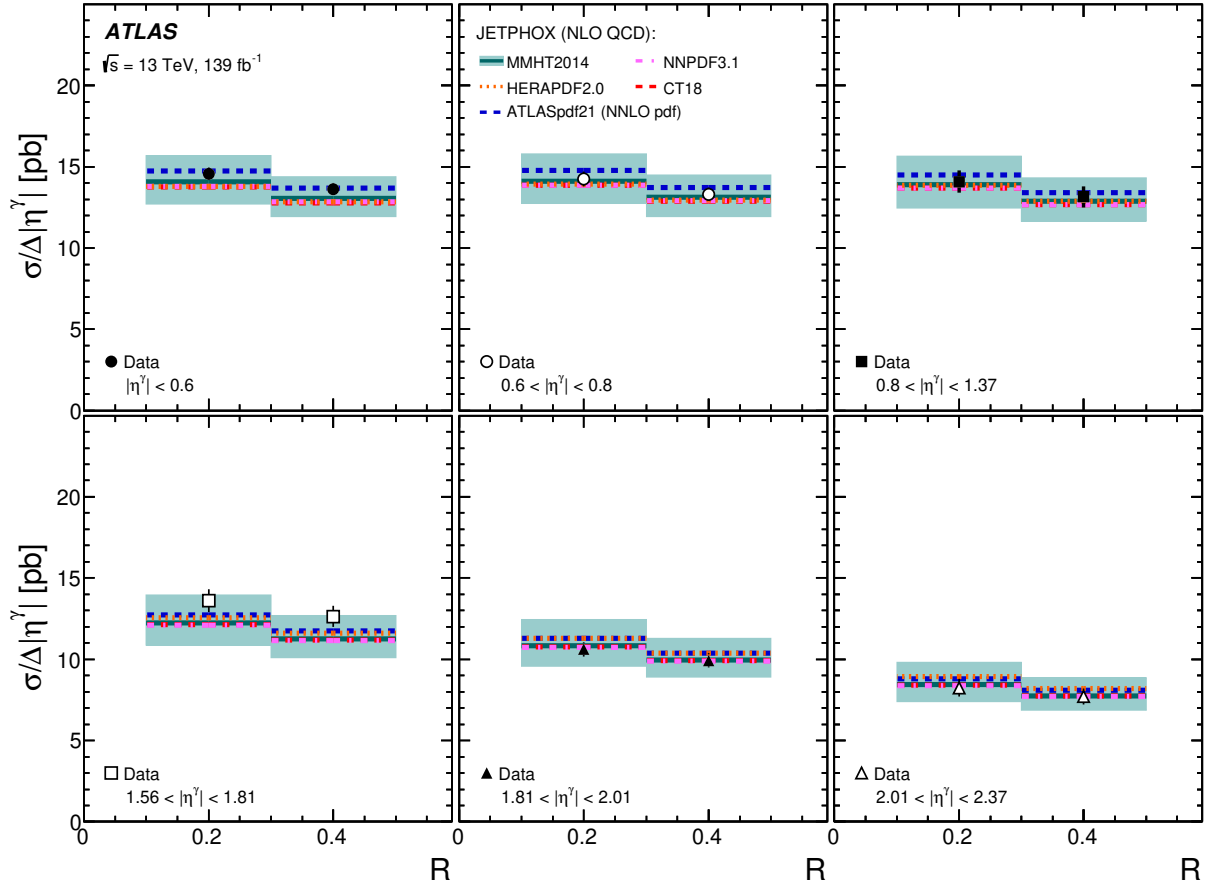 ATLAS
√s = 13 TeV, 139 fb⁻¹
JETPHOX (NLO QCD):
MMHT2014
NNPDF3.1
HERAPDF2.0
CT18
ATLASpdf21 (NNLO pdf)
σ/Δ|η^γ| [pb]
20
15
10
5
0
Data
|η^γ| < 0.6
Data
0.6 < |η^γ| < 0.8
Data
0.8 < |η^γ| < 1.37
σ/Δ|η^γ| [pb]
20
15
10
5
0
Data
1.56 < |η^γ| < 1.81
Data
1.81 < |η^γ| < 2.01
Data
2.01 < |η^γ| < 2.37
0 0.2 0.4
0 0.2 0.4
0 0.2 0.4
R
R
R